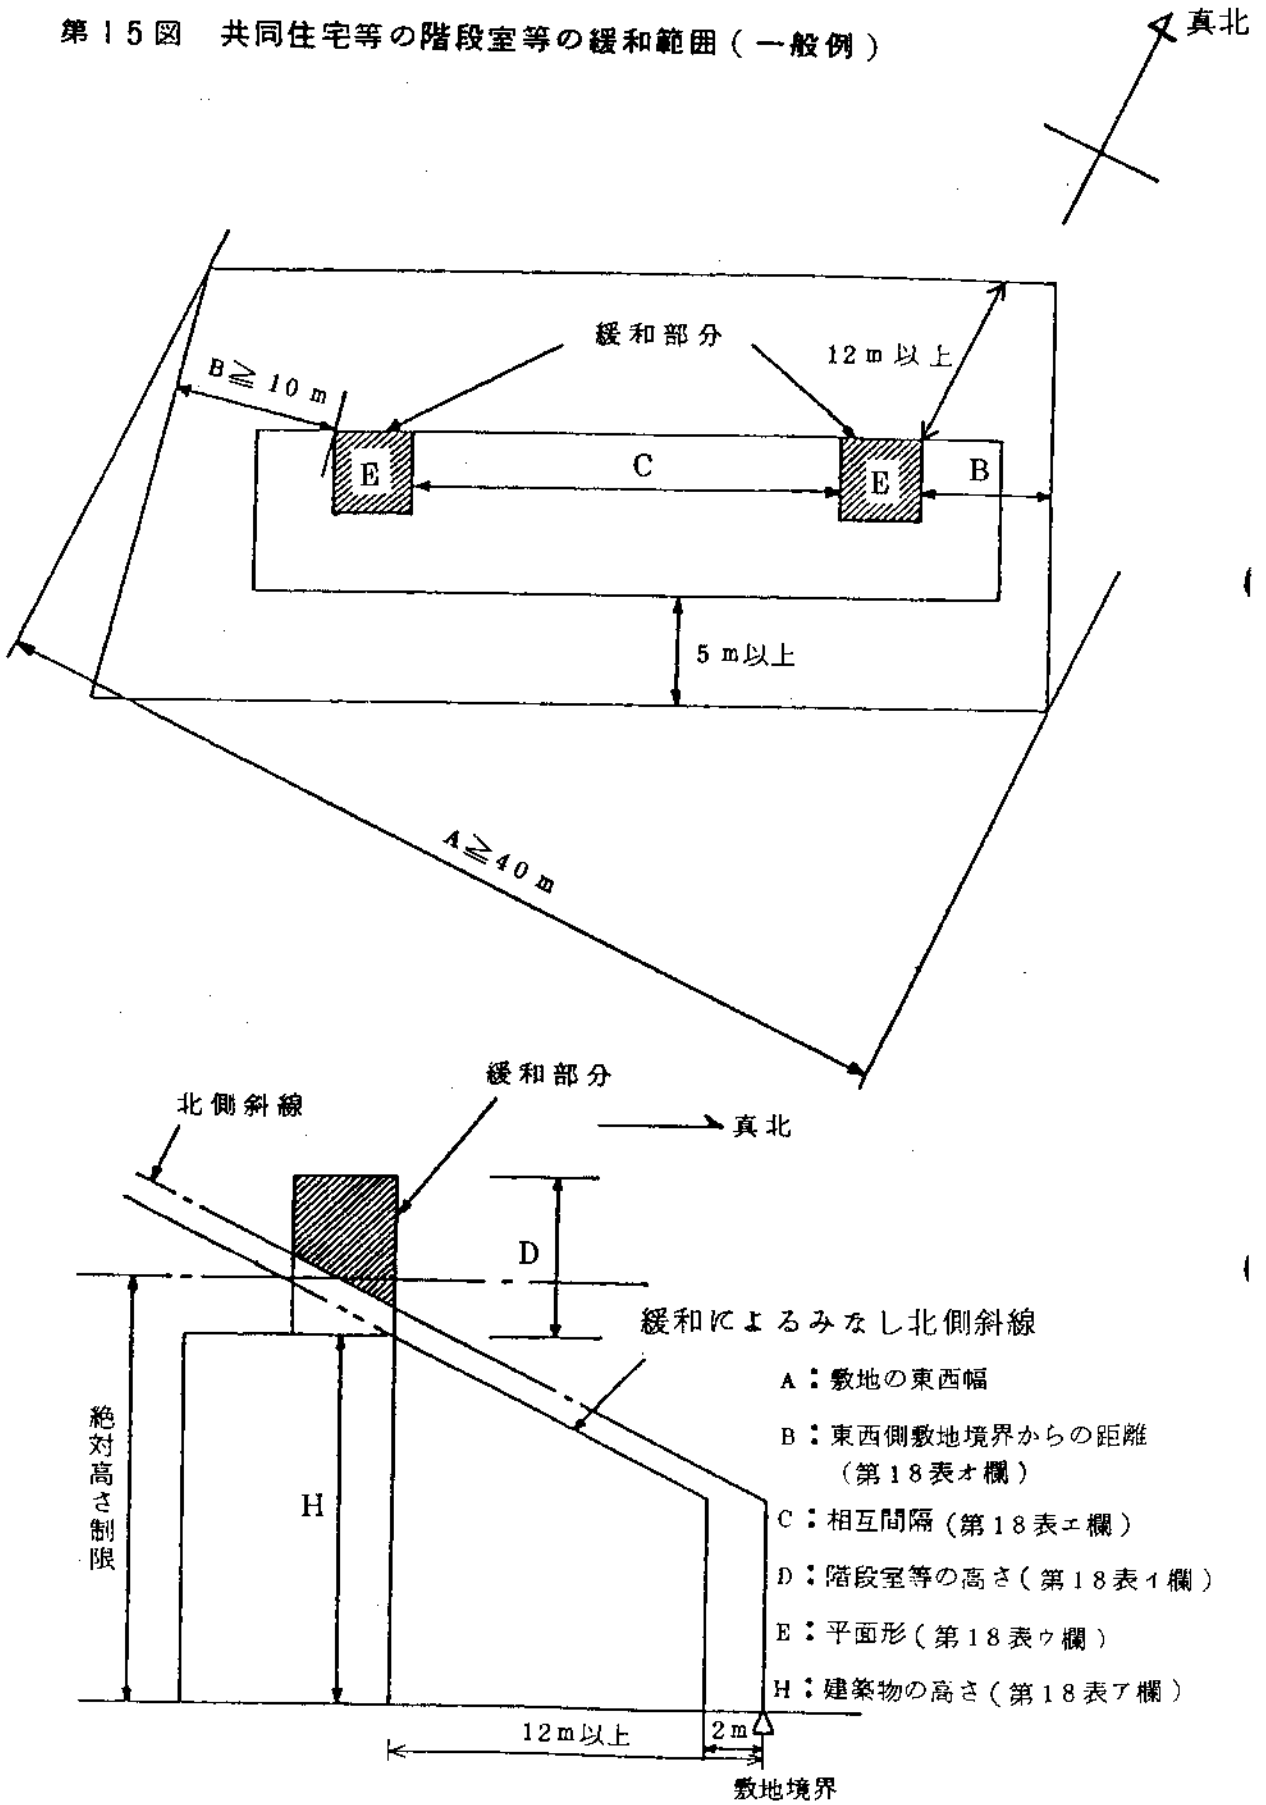 第15図 共同住宅等の階段室等の緩和範囲(一般例)
真北
緩和部分
12m以上
B≧10m
E
C
E
B
5m以上
A≧40m
緩和部分
北側斜線
真北
D
緩和によるみなし北側斜線
絶対高さ制限
H
A：敷地の東西幅
B：東西側敷地境界からの距離
(第18表オ欄)
C：相互間隔(第18表エ欄)
D：階段室等の高さ(第18表イ欄)
E：平面形(第18表ウ欄)
H：建築物の高さ(第18表ア欄)
12m以上
2m
敷地境界